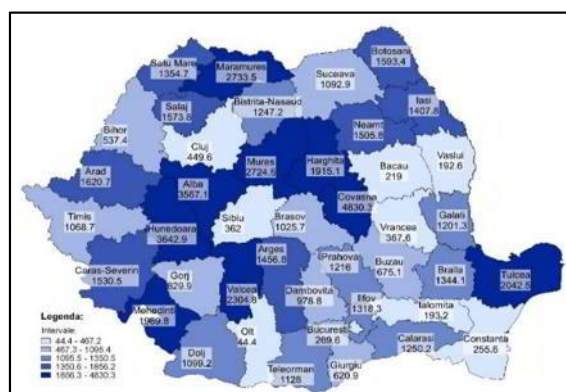 Satu Mare
1354.7
Maramures
2733.5
Botosani
1593.4
Suceava
1092.9
Salaj
1573.6
Bistrita-Nasaud
1247.2
Iasi
1407.8
Bihor
537.4
Cluj
449.6
Neamt
1505.8
Mures
2724.6
Harghita
1915.1
Bacau
219
Vaslui
192.6
Arad
1620.7
Alba
3567.1
Covasna
4830.3
Timis
1068.7
Hunedoara
3642.9
Sibiu
362
Brasov
1025.7
Vrancea
367.6
Galati
1201.3
Caras-Severin
1530.5
Gorj
629.9
Valcea
2304.8
Arges
1456.8
Prahova
1216
Buzau
675.1
Braila
1344.1
Tulcea
2042.5
Dambovita
978.8
Ilfov
1318.3
Ialomita
193.2
Mehedinti
1969.8
Olt
44.4
Bucuresti
269.6
Calarasi
1250.2
Constanta
255.6
Dolj
1099.2
Teleorman
1128
Giurgiu
620.9
Legenda:
Intervale
44.4 - 467.2
467.3 - 1095.4
1095.5 - 1350.5
1350.6 - 1856.2
1856.3 - 4830.3